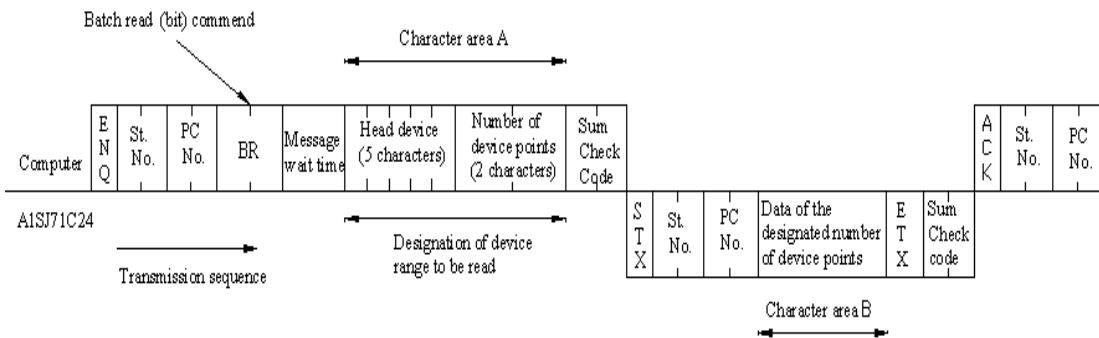 Batch read (bit) commend
Character area A
Computer
E
N
Q
St.
No.
PC
No.
BR
Message
wait time
Head device
(5 characters)
Number of
device points
(2 characters)
Sum
Check
Code
A
C
K
St.
No.
PC
No.
A1SJ71C24
Transmission sequence
Designation of device
range to be read
S
T
X
St.
No.
PC
No.
Data of the
designated number
of device points
E
T
X
Sum
Check
code
Character area B